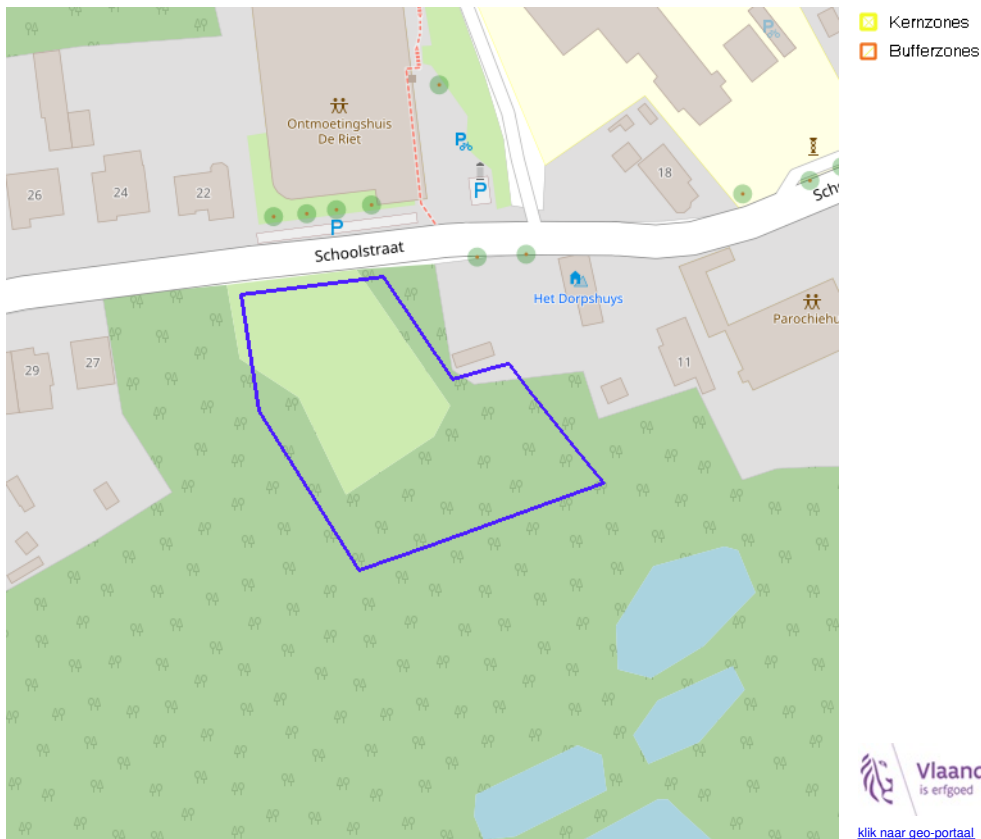 Kernzones
Bufferzones
Ontmoetingshuis
De Riet
26
24
22
P
P
P
18
Schoolstraat
Het Dorpshuys
29
27
11
Parochiehu
Scho
Vlaand
is erfgoed
klik naar geo-portaal